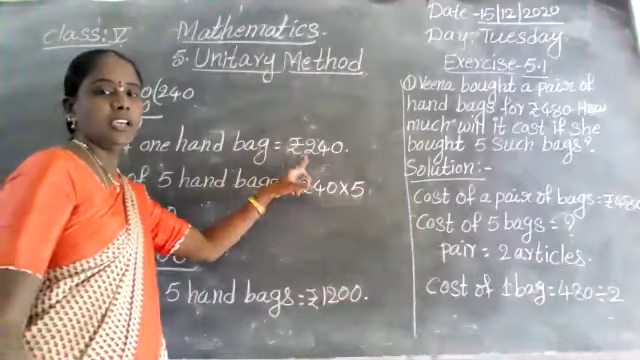 Class: V
Mathematics.
5. Unitary Method
0(240
one hand bag = ₹240.
of 5 hand bags
240×5
5 hand bags = ₹1200.
Date - 15/12/2020
Day: Tuesday
Exercise-5.1
① Veena bought a pair of
hand bags for ₹480. How
much will it cost if she
bought 5 such bags?
Solution:-
Cost of a pair of bags = ₹480
Cost of 5 bags = ?
pair = 2 articles.
Cost of 1 bag = 480÷2